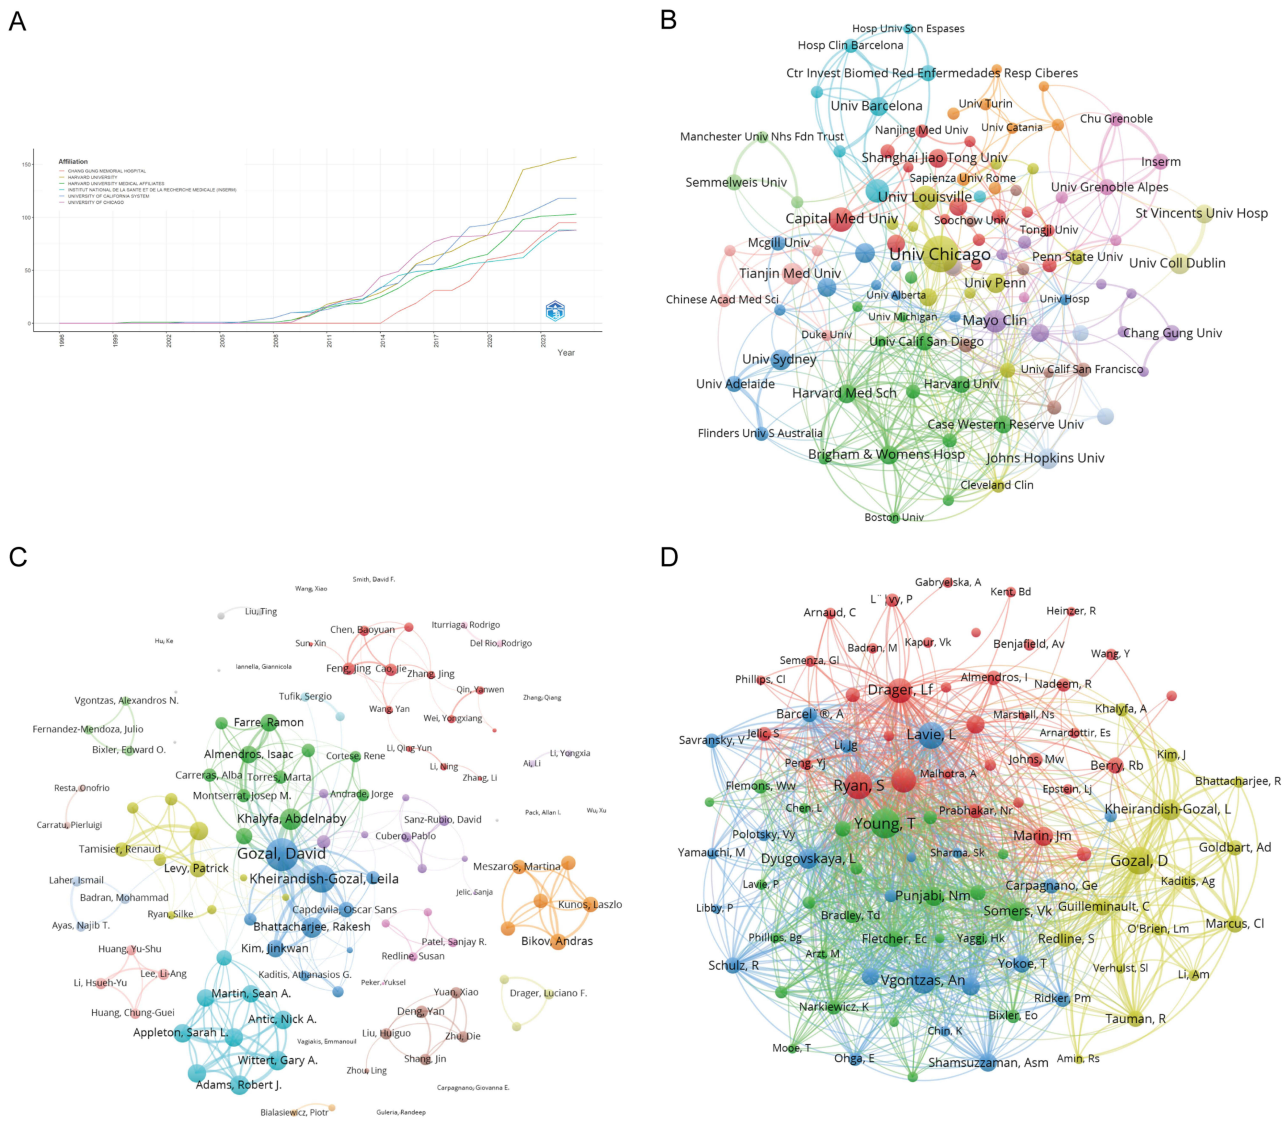 A
150
100
50
0
Affiliation
CHANG GUNG MEMORIAL HOSPITAL
HARVARD UNIVERSITY
HARVARD UNIVERSITY MEDICAL AFFILIATES
INSTITUT NATIONAL DE LA SANTE ET DE LA RECHERCHE MEDICALE (INSERM)
UNIVERSITY OF CALIFORNIA SYSTEM
UNIVERSITY OF CHICAGO
1996
1999
2002
2005
2008
2011
2014
2017
2020
2023
Year
B
Hosp Univ Son Espases
Hosp Clin Barcelona
Ctr Invest Biomed Red Enfermedades Resp Ciberes
Univ Barcelona
Univ Turin
Chu Grenoble
Manchester Univ Nhs Fdn Trust
Nanjing Med Univ
Univ Catania
Shanghai Jiao Tong Univ
Inserm
Semmelweis Univ
Sapienza Univ Rome
Univ Grenoble Alpes
Univ Louisville
Capital Med Univ
Soochow Univ
St Vincents Univ Hosp
Tongji Univ
Mcgill Univ
Univ Chicago
Penn State Univ
Univ Coll Dublin
Tianjin Med Univ
Univ Penn
Chinese Acad Med Sci
Univ Alberta
Univ Hosp
Univ Michigan
Mayo Clin
Duke Univ
Univ Calif San Diego
Chang Gung Univ
Univ Sydney
Univ Calif San Francisco
Univ Adelaide
Harvard Med Sch
Harvard Univ
Case Western Reserve Univ
Flinders Univ S Australia
Brigham & Womens Hosp
Johns Hopkins Univ
Cleveland Clin
Boston Univ
C
Smith, David F.
Wang, Xiao
Liu, Ting
Chen, Baoyuan
Iturriaga, Rodrigo
Hu, Ke
Sun, Xin
Del Rio, Rodrigo
Iannella, Giannicola
Feng, Jing
Cao, Jie
Zhang, Jing
Vgontzas, Alexandros N.
Tufik, Sergio
Qin, Yanwen
Zhang, Qiang
Wang, Yan
Wei, Yongxiang
Fernandez-Mendoza, Julio
Farre, Ramon
Bixler, Edward O.
Almendros, Isaac
Cortese, Rene
Li, Qing Yun
Li, Yongxia
Ai, Li
Carreras, Alba
Torres, Marta
Li, Ning
Zhang, Li
Resta, Onofrio
Montserrat, Josep M.
Andrade, Jorge
Carratu, Pierluigi
Khalyfa, Abdelnaby
Sanz-Rubio, David
Pack, Allan I.
Wu, Xu
Cubero, Pablo
Tamisier, Renaud
Gozal, David
Levy, Patrick
Meszaros, Martina
Laher, Ismail
Kheirandish-Gozal, Leila
Badran, Mohammad
Jelic, Sanja
Kunos, Laszlo
Ryan, Silke
Capdevila, Oscar Sans
Ayas, Najib T.
Bhattacharjee, Rakesh
Bikov, Andras
Huang, Yu-Shu
Kim, Jinkwan
Patel, Sanjay R.
Redline, Susan
Lee, Li-Ang
Kaditis, Athanasios G.
Li, Hsueh-Yu
Peker, Yuksel
Martin, Sean A.
Yuan, Xiao
Drager, Luciano F.
Huang, Chung-Guei
Antic, Nick A.
Deng, Yan
Appleton, Sarah L.
Liu, Huiguo
Zhu, Die
Vagiakis, Emmanouil
Wittert, Gary A.
Shang, Jin
Zhou, Ling
Adams, Robert J.
Carpagnano, Giovanna E.
Bialasiewicz, Piotr
Guleria, Randeep
D
Gabryelska, A
Kent, Bd
L¨¦vy, P
Arnaud, C
Heinzer, R
Badran, M
Kapur, Vk
Benjafield, Av
Semenza, Gl
Wang, Y
Phillips, Cl
Drager, Lf
Almendros, I
Nadeem, R
Barcel¨®, A
Marshall, Ns
Khalyfa, A
Savransky, V
Jelic, S
Lavie, L
Arnardottir, Es
Li, Jg
Kim, J
Peng, Yj
Malhotra, A
Johns, Mw
Berry, Rb
Bhattacharjee, R
Flemons, Ww
Ryan, S
Epstein, Lj
Chen, L
Prabhakar, Nr
Kheirandish-Gozal, L
Polotsky, Vy
Young, T
Marin, Jm
Yamauchi, M
Dyugovskaya, L
Sharma, Sk
Gozal, D
Goldbart, Ad
Lavie, P
Carpagnano, Ge
Kaditis, Ag
Punjabi, Nm
Libby, P
Bradley, Td
Somers, Vk
Guilleminault, C
Marcus, Cl
Phillips, Bg
Fletcher, Ec
Yaggi, Hk
Redline, S
O'Brien, Lm
Arzt, M
Schulz, R
Yokoe, T
Verhulst, Sl
Li, Am
Vgontzas, An
Ridker, Pm
Narkiewicz, K
Bixler, Eo
Tauman, R
Chin, K
Mooe, T
Ohga, E
Shamsuzzaman, Asm
Amin, Rs